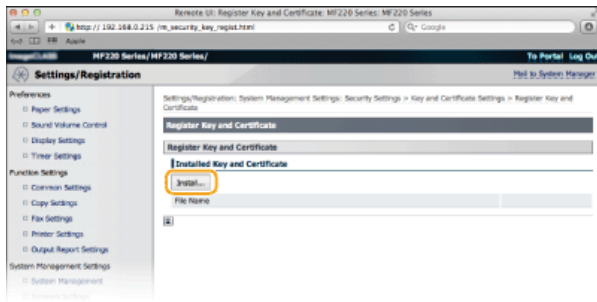 Remote UI: Register Key and Certificate: MF220 Series: MF220 Series
http://192.168.0.215/m_security_key_regist.html
Google
Apple
imageCLASS
MF220 Series/MF220 Series/
To Portal Log Out
Settings/Registration
Mail to System Manager
Preferences
Paper Settings
Sound Volume Control
Display Settings
Timer Settings
Function Settings
Common Settings
Copy Settings
Fax Settings
Printer Settings
Output Report Settings
System Management Settings
System Management
Network Settings
Settings/Registration: System Management Settings: Security Settings > Key and Certificate Settings > Register Key and
Certificate
Register Key and Certificate
Register Key and Certificate
Installed Key and Certificate
Install...
File Name